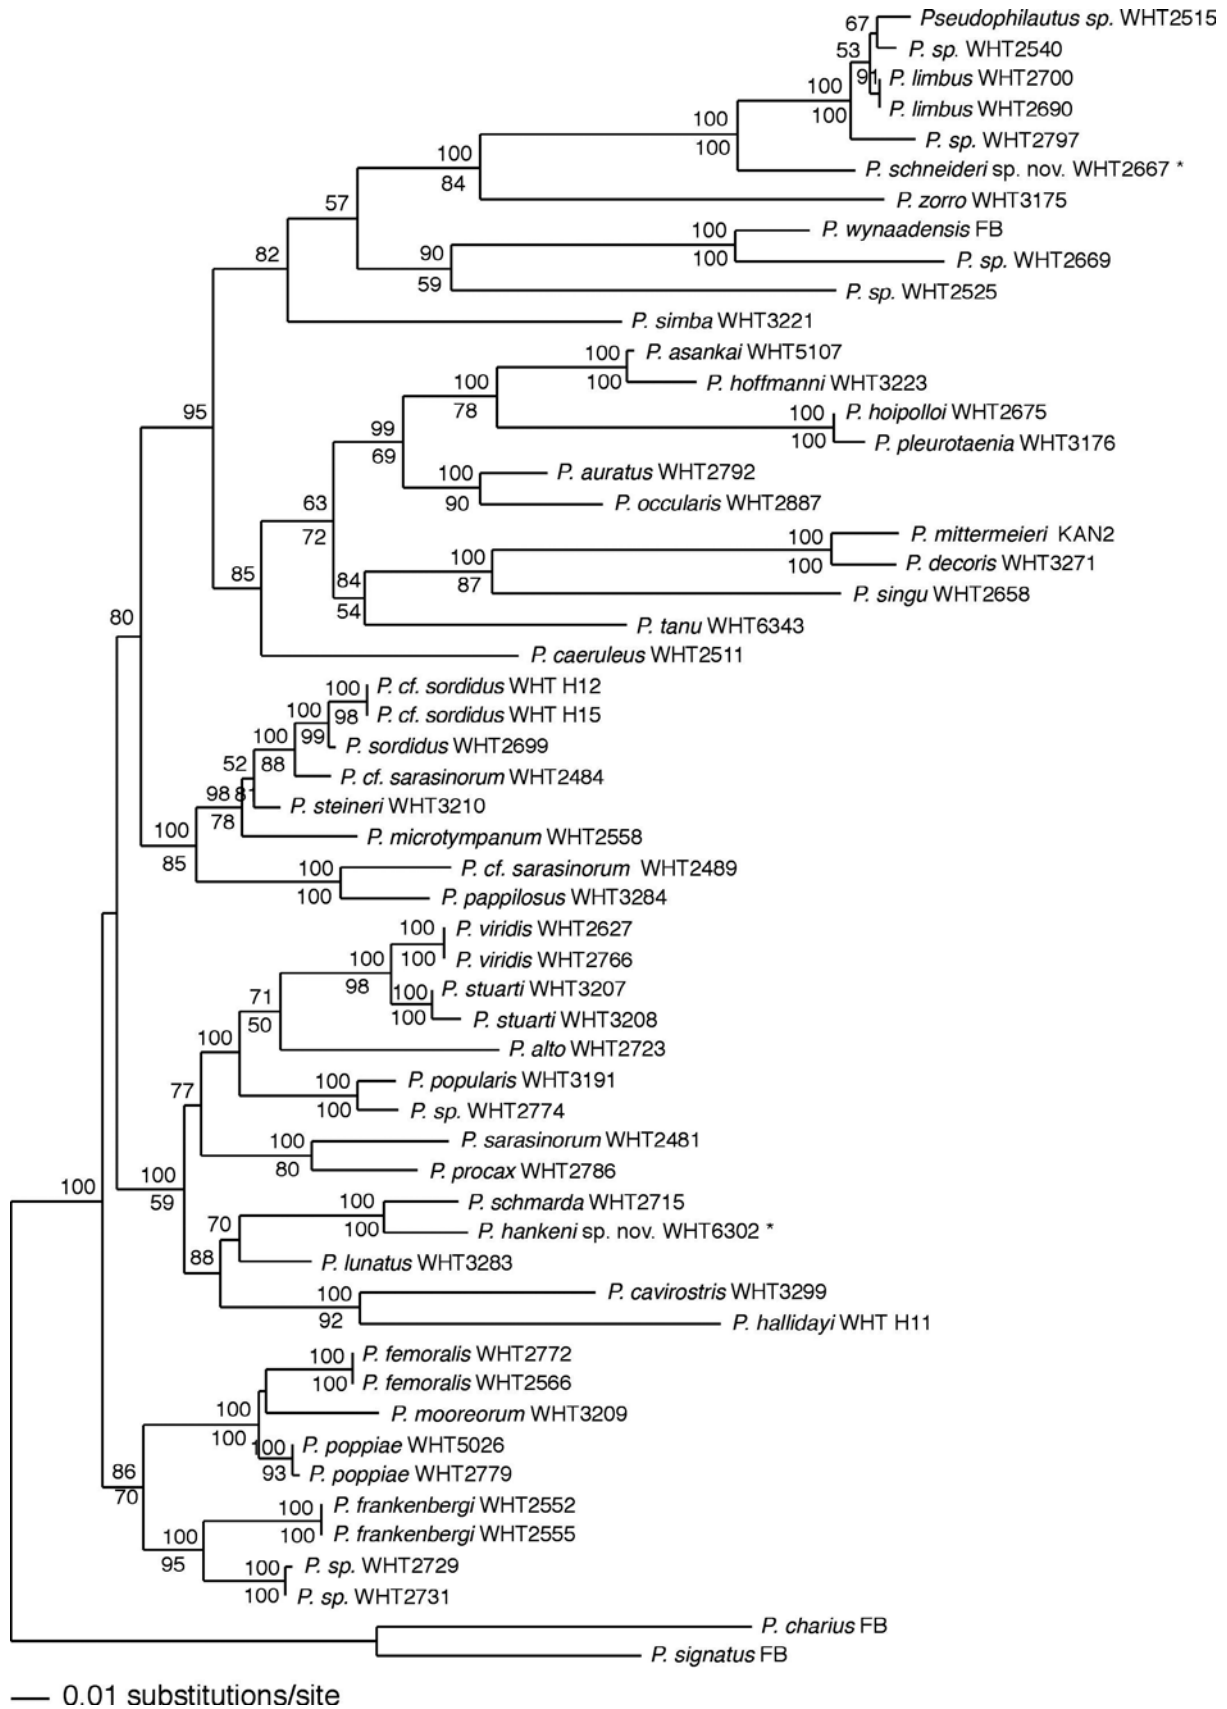 67
Pseudophilautus sp. WHT2515
53
P. sp. WHT2540
91
P. limbus WHT2700
100
100
P. limbus WHT2690
100
100
P. sp. WHT2797
P. schneideri sp. nov. WHT2667 *
100
84
P. zorro WHT3175
57
100
P. wynaadensis FB
100
P. sp. WHT2669
90
59
P. sp. WHT2525
82
P. simba WHT3221
100
P. asankai WHT5107
100
P. hoffmanni WHT3223
100
78
100
P. hoipolloi WHT2675
100
P. pleurotaenia WHT3176
95
99
69
100
P. auratus WHT2792
90
P. occularis WHT2887
63
72
100
P. mittermeieri KAN2
100
P. decoris WHT3271
100
87
P. singu WHT2658
84
54
P. tanu WHT6343
85
P. caeruleus WHT2511
80
100
P. cf. sordidus WHT H12
98
P. cf. sordidus WHT H15
100
99
P. sordidus WHT2699
100
88
P. cf. sarasinorum WHT2484
52
P. steineri WHT3210
98
78
P. microtympanum WHT2558
100
85
100
P. cf. sarasinorum WHT2489
100
P. pappilosus WHT3284
100
P. viridis WHT2627
100
P. viridis WHT2766
100
98
100
P. stuarti WHT3207
100
P. stuarti WHT3208
71
50
P. alto WHT2723
100
100
P. popularis WHT3191
100
P. sp. WHT2774
77
100
P. sarasinorum WHT2481
80
P. procax WHT2786
100
100
59
100
P. schmarda WHT2715
100
P. hankeni sp. nov. WHT6302 *
70
P. lunatus WHT3283
88
100
P. cavirostris WHT3299
92
P. hallidayi WHT H11
100
P. femoralis WHT2772
100
P. femoralis WHT2566
100
100
P. mooreorum WHT3209
100
P. poppiae WHT5026
93
P. poppiae WHT2779
86
70
100
P. frankenbergi WHT2552
100
P. frankenbergi WHT2555
100
95
100
P. sp. WHT2729
100
P. sp. WHT2731
P. charius FB
P. signatus FB
0.01 substitutions/site